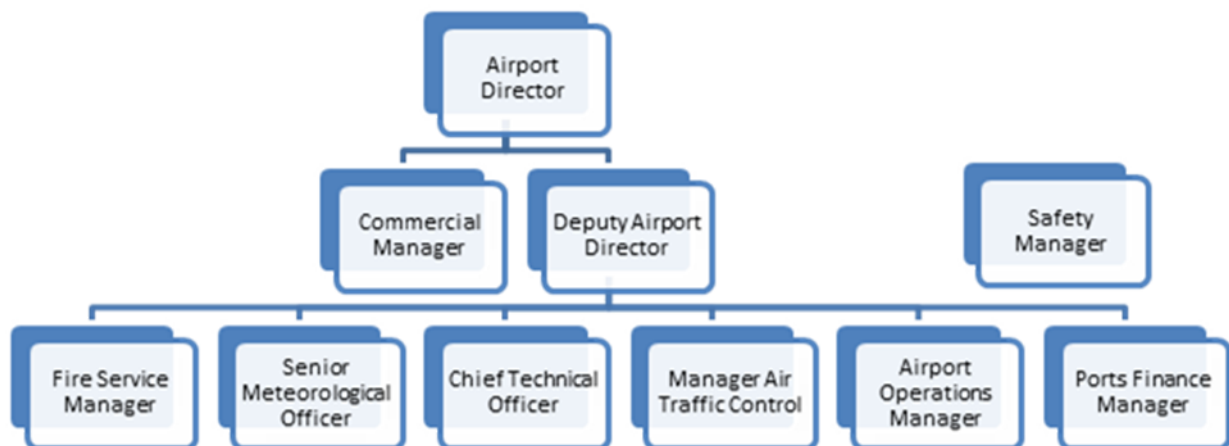 Airport
Director
Commercial
Manager
Deputy Airport
Director
Safety
Manager
Fire Service
Manager
Senior
Meteorological
Officer
Chief Technical
Officer
Manager Air
Traffic Control
Airport
Operations
Manager
Ports Finance
Manager